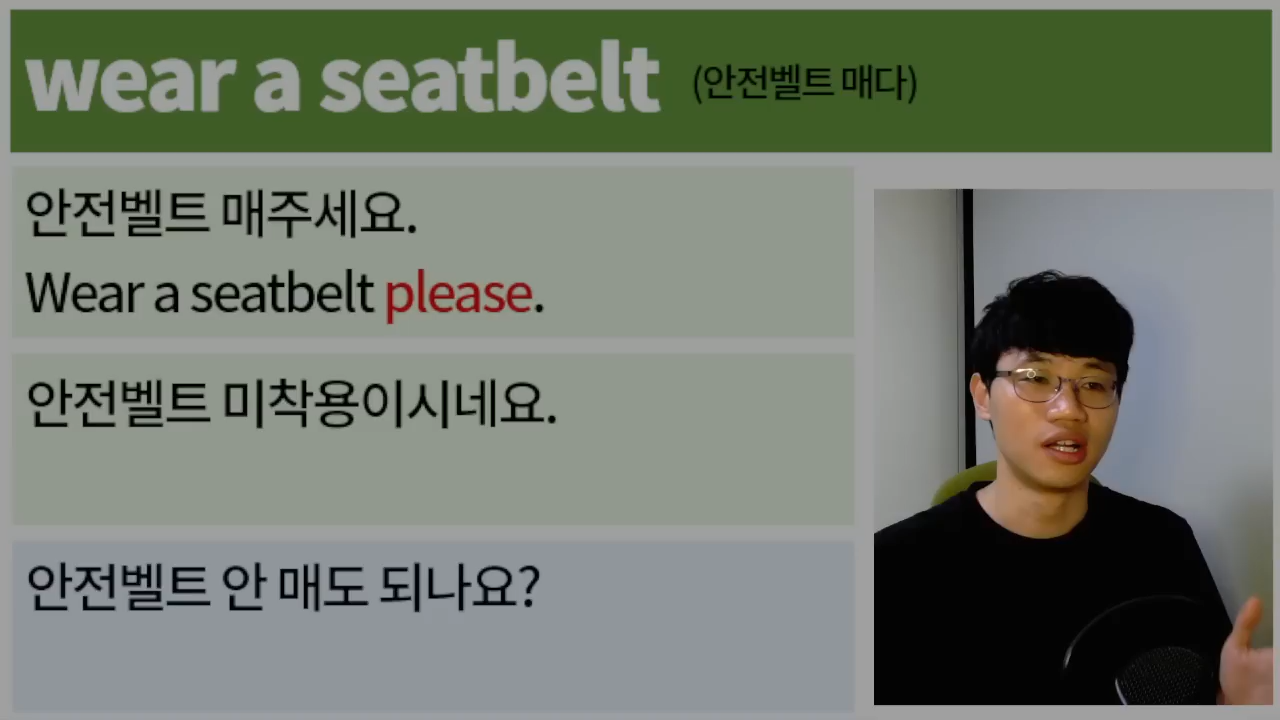 wear a seatbelt (안전벨트 매다)
안전벨트 매주세요.
Wear a seatbelt please.
안전벨트 미착용이시네요.
안전벨트 안 매도 되나요?